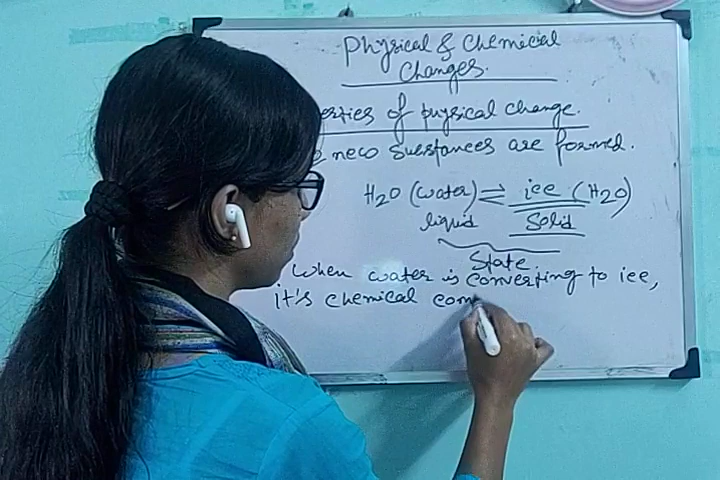 Physical & Chemical
Changes.
erties of physical change.
new substances are formed.
H2O (water) ⇌ ice (H2O)
liquid Solid
State
When water is converting to ice,
it's chemical com